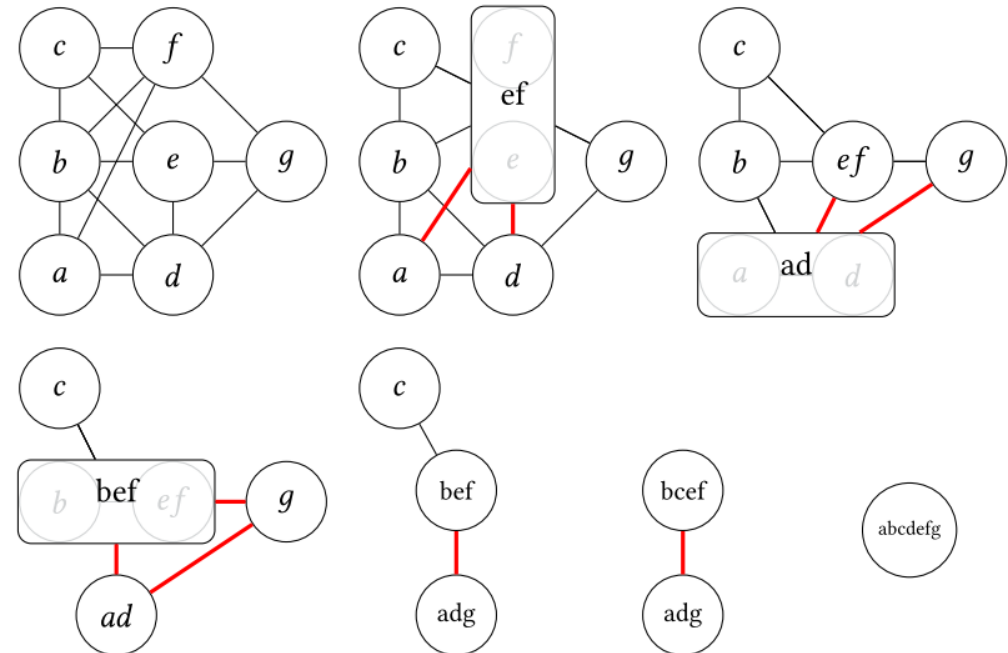 c f
b e g
a d
c f
ef
b e g
a d
c
b ef g
a ad d
c
b bef ef g
ad
c
bef
adg
bcef
adg
abcdefg